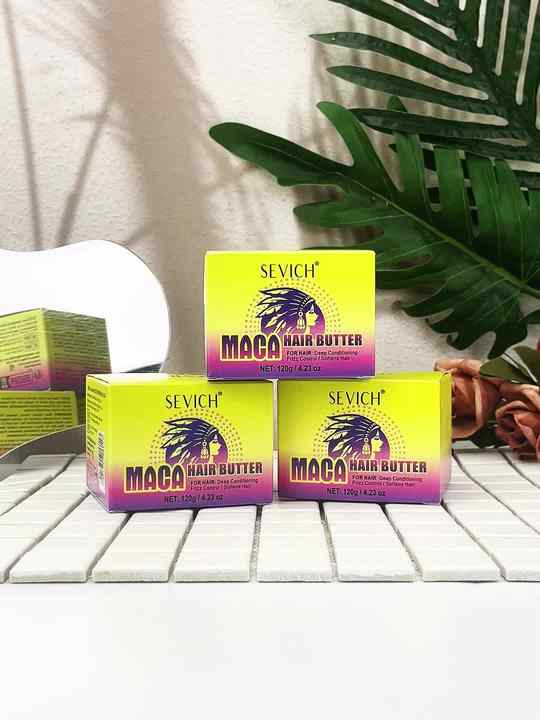 SEVICH®
MACA HAIR BUTTER
FOR HAIR: Deep Conditioning
Frizz Control / Softens Hair
NET: 120g / 4.23 oz
SEVICH®
MACA HAIR BUTTER
FOR HAIR: Deep Conditioning
Frizz Control / Softens Hair
NET: 120g / 4.23 oz
SEVICH®
MACA HAIR BUTTER
FOR HAIR: Deep Conditioning
Frizz Control / Softens Hair
NET: 120g / 4.23 oz